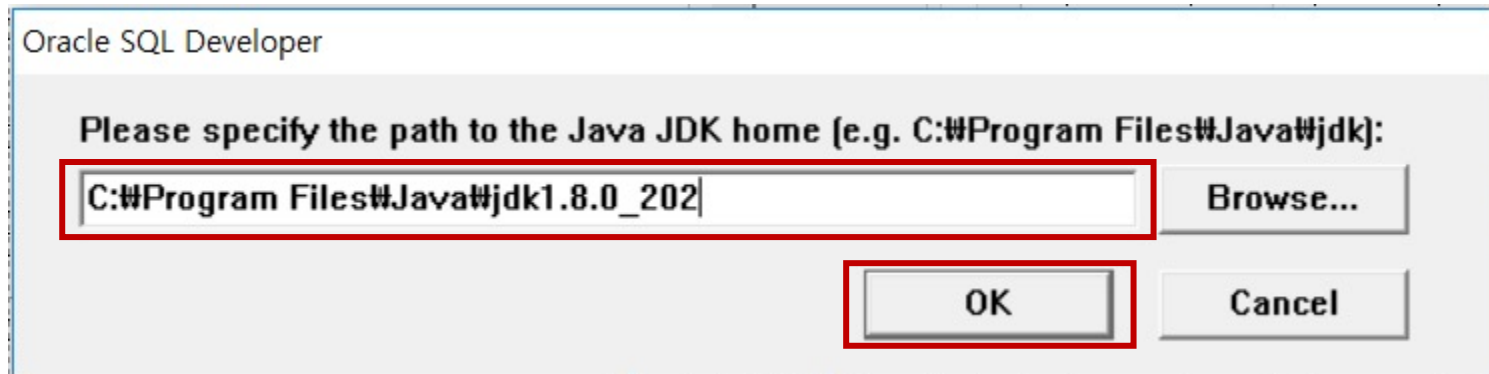 Oracle SQL Developer
Please specify the path to the Java JDK home (e.g. C:₩Program Files₩Java₩jdk):
C:₩Program Files₩Java₩jdk1.8.0_202
Browse...
OK
Cancel